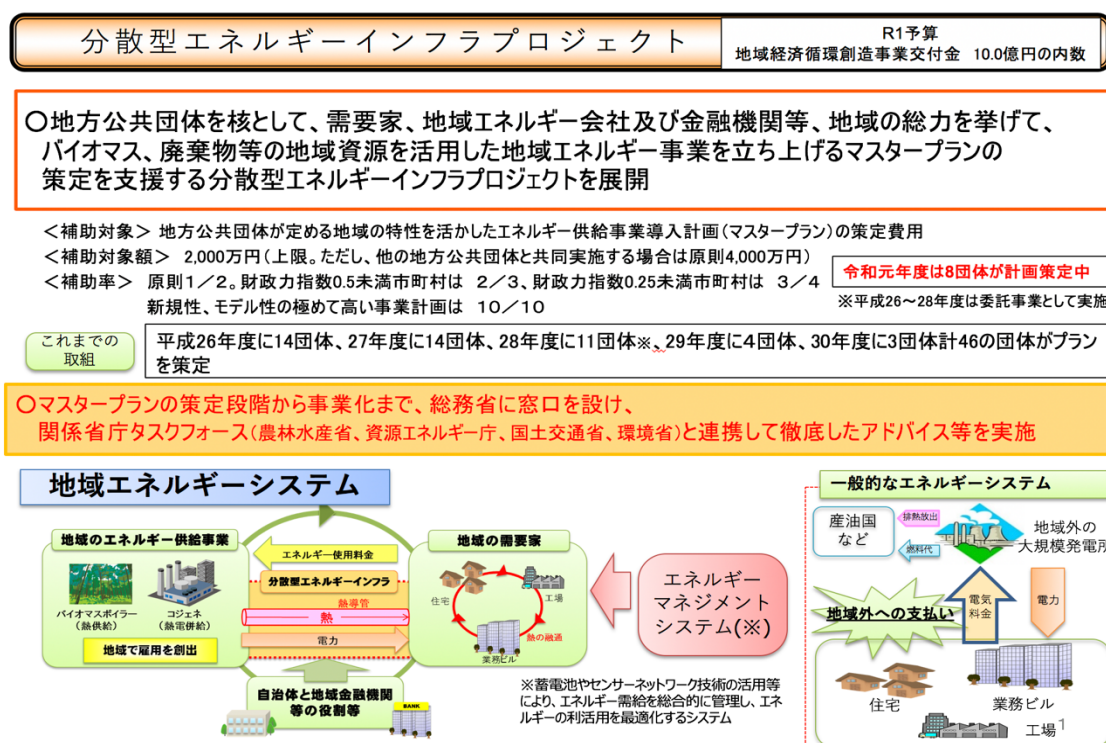 分散型エネルギーインフラプロジェクト
R1予算
地域経済循環創造事業交付金 10.0億円の内数
〇地方公共団体を核として、需要家、地域エネルギー会社及び金融機関等、地域の総力を挙げて、
バイオマス、廃棄物等の地域資源を活用した地域エネルギー事業を立ち上げるマスタープランの
策定を支援する分散型エネルギーインフラプロジェクトを展開
＜補助対象＞ 地方公共団体が定める地域の特性を活かしたエネルギー供給事業導入計画(マスタープラン)の策定費用
＜補助対象額＞ 2,000万円(上限。ただし、他の地方公共団体と共同実施する場合は原則4,000万円)
＜補助率＞ 原則1／2。財政力指数0.5未満市町村は 2／3、財政力指数0.25未満市町村は 3／4
新規性、モデル性の極めて高い事業計画は 10／10
令和元年度は8団体が計画策定中
※平成26～28年度は委託事業として実施
これまでの
取組
平成26年度に14団体、27年度に14団体、28年度に11団体※、29年度に4団体、30年度に3団体計46の団体がプラン
を策定
〇マスタープランの策定段階から事業化まで、総務省に窓口を設け、
関係省庁タスクフォース(農林水産省、資源エネルギー庁、国土交通省、環境省)と連携して徹底したアドバイス等を実施
地域エネルギーシステム
地域のエネルギー供給事業
バイオマスボイラー
(熱供給)
コジェネ
(熱電併給)
地域で雇用を創出
エネルギー使用料金
分散型エネルギーインフラ
熱導管
熱
電力
自治体と地域金融機関
等の役割等
BANK
地域の需要家
住宅
工場
熱の融通
業務ビル
エネルギー
マネジメント
システム(※)
※蓄電池やセンサーネットワーク技術の活用等
により、エネルギー需給を総合的に管理し、エネ
ルギーの利活用を最適化するシステム
一般的なエネルギーシステム
産油国
など
排熱放出
燃料代
地域外の
大規模発電所
地域外への支払い
電気
料金
電力
住宅
業務ビル
工場
1